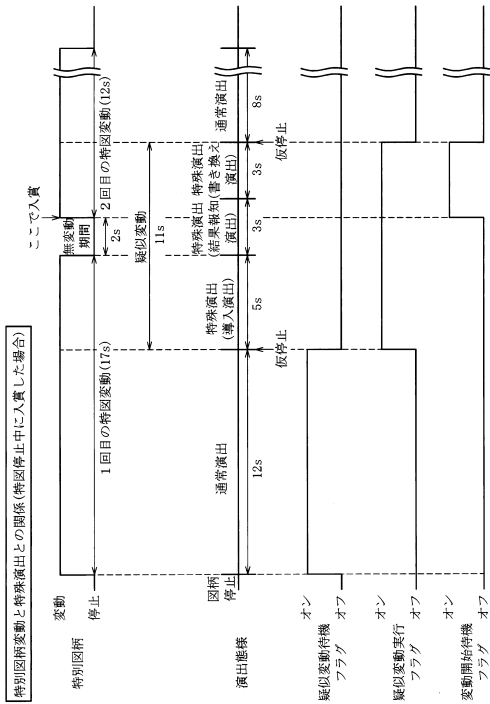 特別図柄変動と特殊演出との関係(特図停止中に入賞した場合)
ここで入賞
変動
停止
特別図柄
1回目の特図変動(17s)
無変動
期間
2s
2回目の特図変動(12s)
疑似変動
11s
図柄
停止
演出態様
通常演出
12s
特殊演出
(導入演出)
5s
特殊演出
(結果報知
演出)
3s
特殊演出
(書き換え
演出)
3s
通常演出
8s
仮停止
仮停止
オン
オフ
疑似変動待機
フラグ
オン
オフ
疑似変動実行
フラグ
オン
オフ
変動開始待機
フラグ